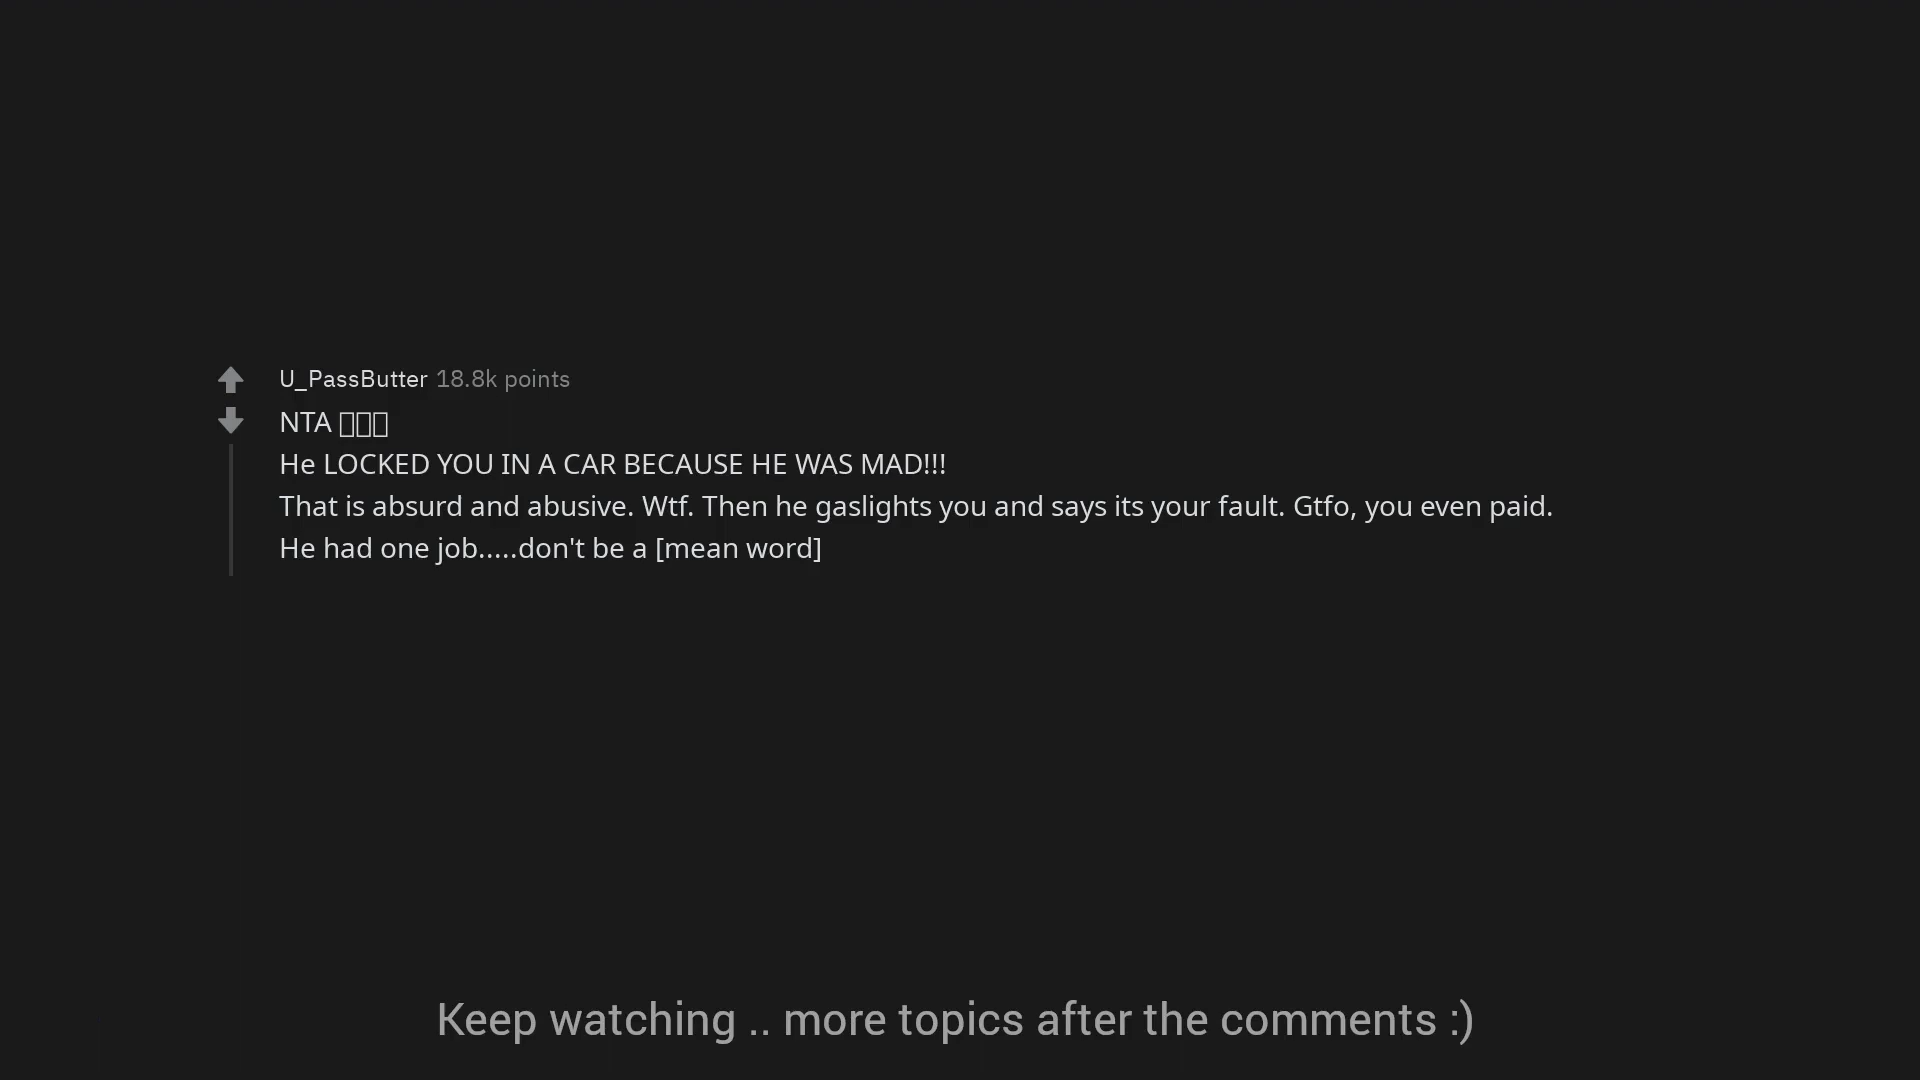 U_PassButter 18.8k points
NTA
He LOCKED YOU IN A CAR BECAUSE HE WAS MAD!!!
That is absurd and abusive. Wtf. Then he gaslights you and says its your fault. Gtfo, you even paid.
He had one job.....don't be a [mean word]
Keep watching .. more topics after the comments :)